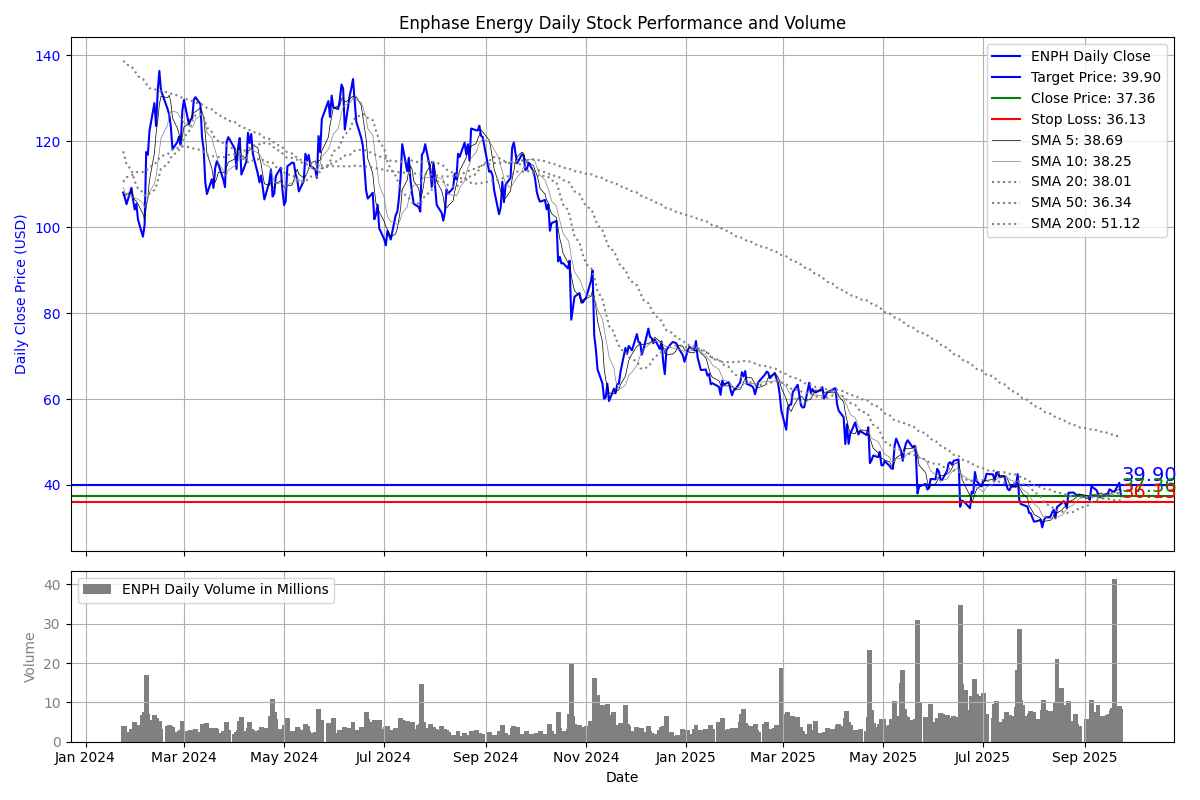 Enphase Energy Daily Stock Performance and Volume
140
120
100
80
60
40
Daily Close Price (USD)
ENPH Daily Close
Target Price: 39.90
Close Price: 37.36
Stop Loss: 36.13
SMA 5: 38.69
SMA 10: 38.25
SMA 20: 38.01
SMA 50: 36.34
SMA 200: 51.12
39.90
36.13
40
30
20
10
0
Volume
ENPH Daily Volume in Millions
Jan 2024
Mar 2024
May 2024
Jul 2024
Sep 2024
Nov 2024
Jan 2025
Mar 2025
May 2025
Jul 2025
Sep 2025
Date